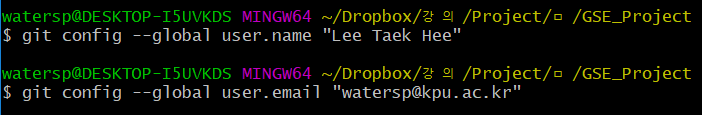 watersp@DESKTOP-I5UVKDS MINGW64 ~/Dropbox/강 의 /Project/ㅁ /GSE_Project
$ git config --global user.name "Lee Taek Hee"
watersp@DESKTOP-I5UVKDS MINGW64 ~/Dropbox/강 의 /Project/ㅁ /GSE_Project
$ git config --global user.email "watersp@kpu.ac.kr"